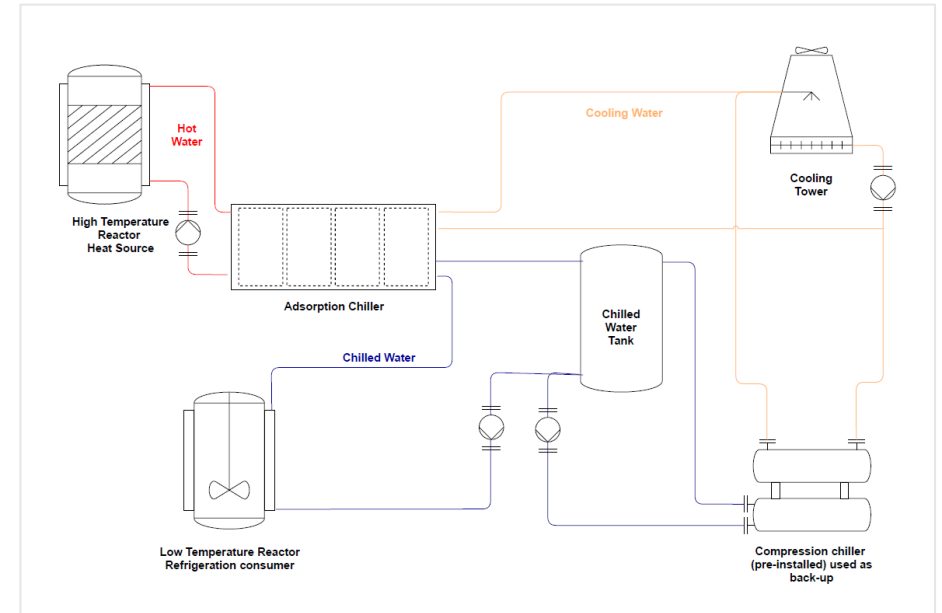 Hot
Water
Cooling Water
Cooling
Tower
High Temperature
Reactor
Heat Source
Adsorption Chiller
Chilled
Water
Tank
Chilled Water
Low Temperature Reactor
Refrigeration consumer
Compression chiller
(pre-installed) used as
back-up